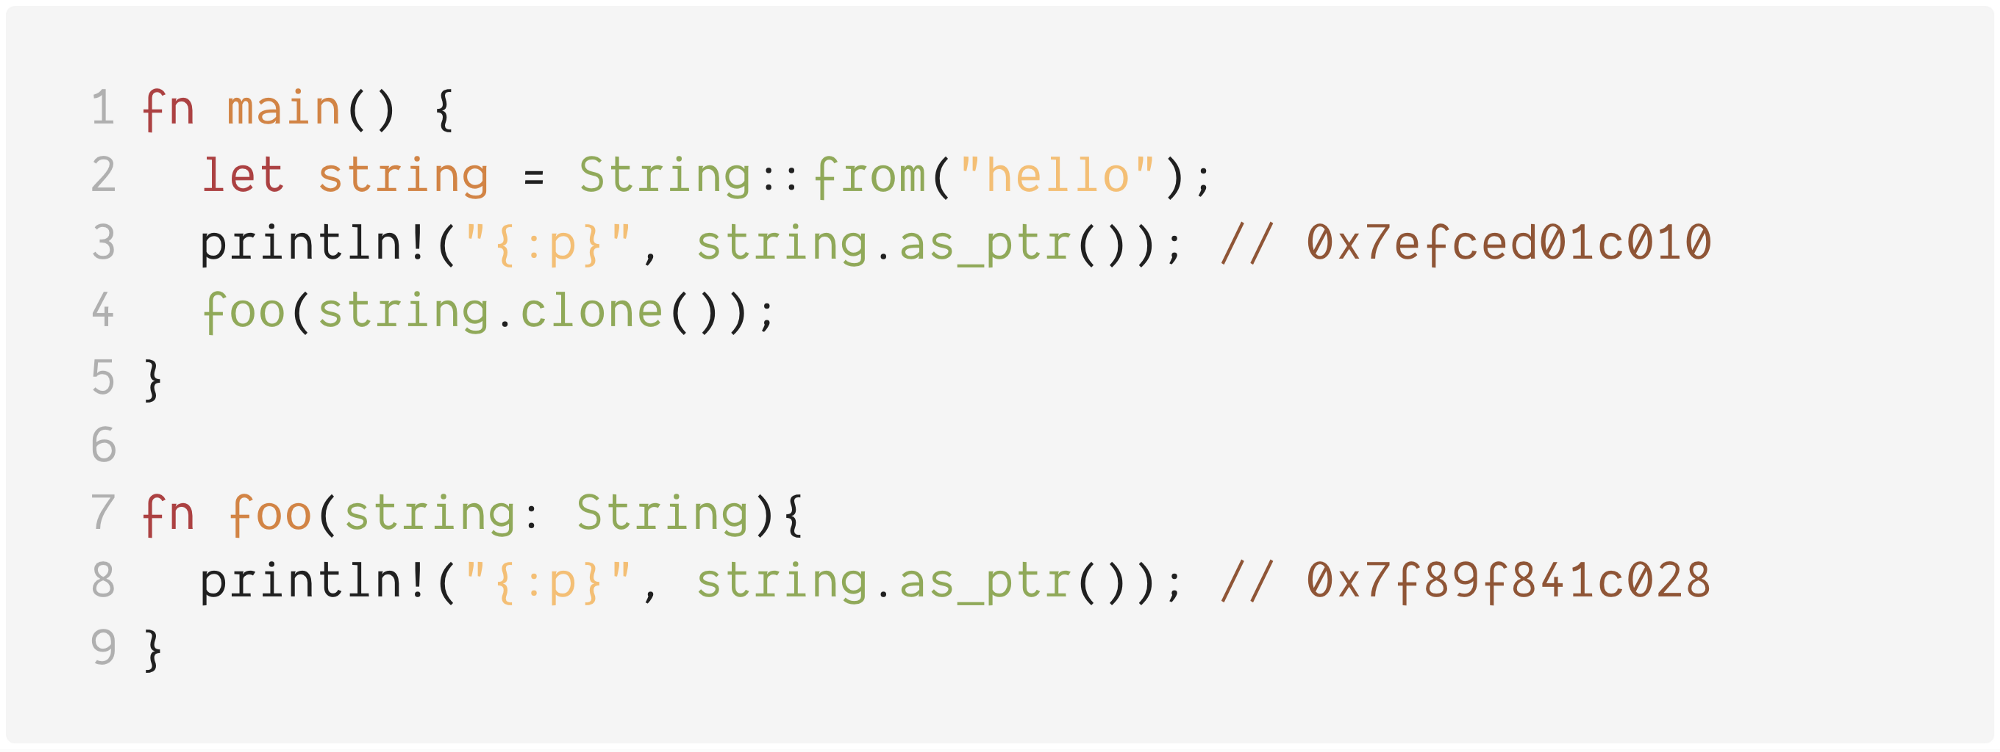 1 fn main() {
2   let string = String::from("hello");
3   println!("{:p}", string.as_ptr()); // 0x7efced01c010
4   foo(string.clone());
5 }
6
7 fn foo(string: String){
8   println!("{:p}", string.as_ptr()); // 0x7f89f841c028
9 }